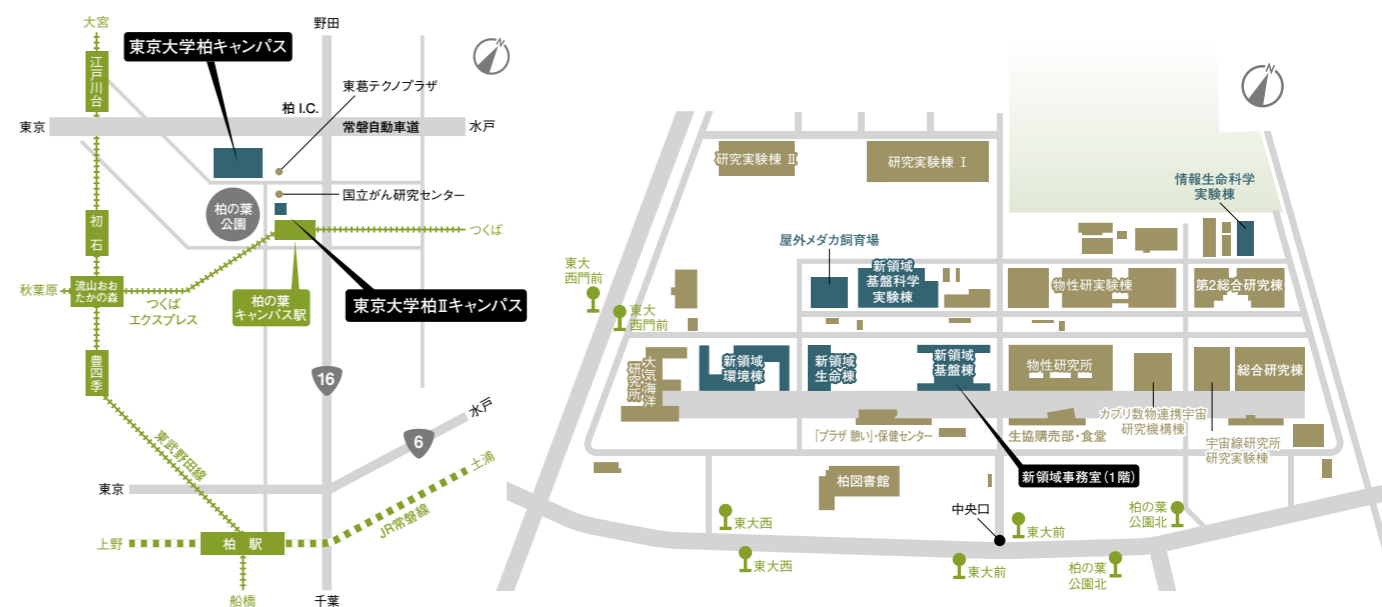 大宮
野田
東京大学柏キャンパス
江戸川台
東葛テクノプラザ
柏 I.C.
東京
常磐自動車道
水戸
国立がん研究センター
柏の葉
公園
初石
つくば
秋葉原
流山おお
たかの森
つくば
エクスプレス
柏の葉
キャンパス駅
東京大学柏Ⅱキャンパス
豊四季
16
水戸
6
東武野田線
東京
土浦
JR常磐線
上野
柏 駅
船橋
千葉
研究実験棟 Ⅱ
研究実験棟 Ⅰ
情報生命科学
実験棟
屋外メダカ飼育場
新領域
基盤科学
実験棟
物性研実験棟
第2総合研究棟
東大
西門前
東大
西門前
大気海洋
研究所
新領域
環境棟
新領域
生命棟
新領域
基盤棟
物性研究所
総合研究棟
カブリ数物連携宇宙
研究機構棟
「プラザ 憩い」・保健センター
生協購売部・食堂
宇宙線研究所
研究実験棟
新領域事務室(1階)
柏図書館
中央口
東大西
東大前
柏の葉
公園北
東大西
東大前
柏の葉
公園北